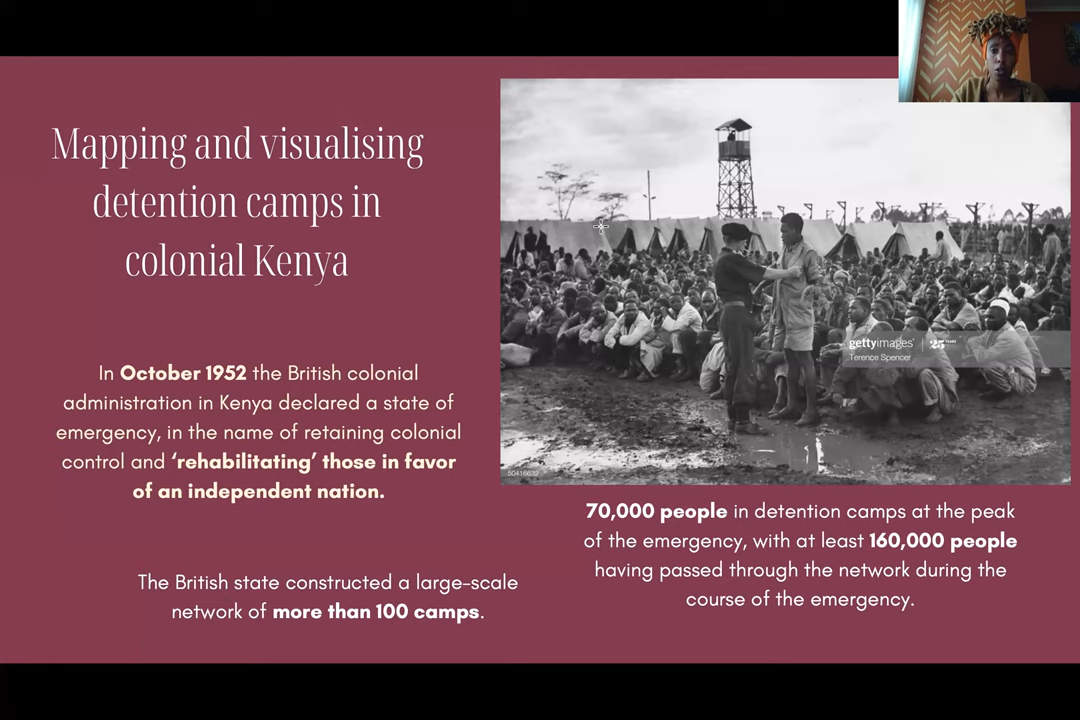 Mapping and visualising
detention camps in
colonial Kenya
In October 1952 the British colonial
administration in Kenya declared a state of
emergency, in the name of retaining colonial
control and ‘rehabilitating’ those in favor
of an independent nation.
The British state constructed a large-scale
network of more than 100 camps.
gettyimages® 25 YEARS
Terence Spencer
50416632
70,000 people in detention camps at the peak
of the emergency, with at least 160,000 people
having passed through the network during the
course of the emergency.